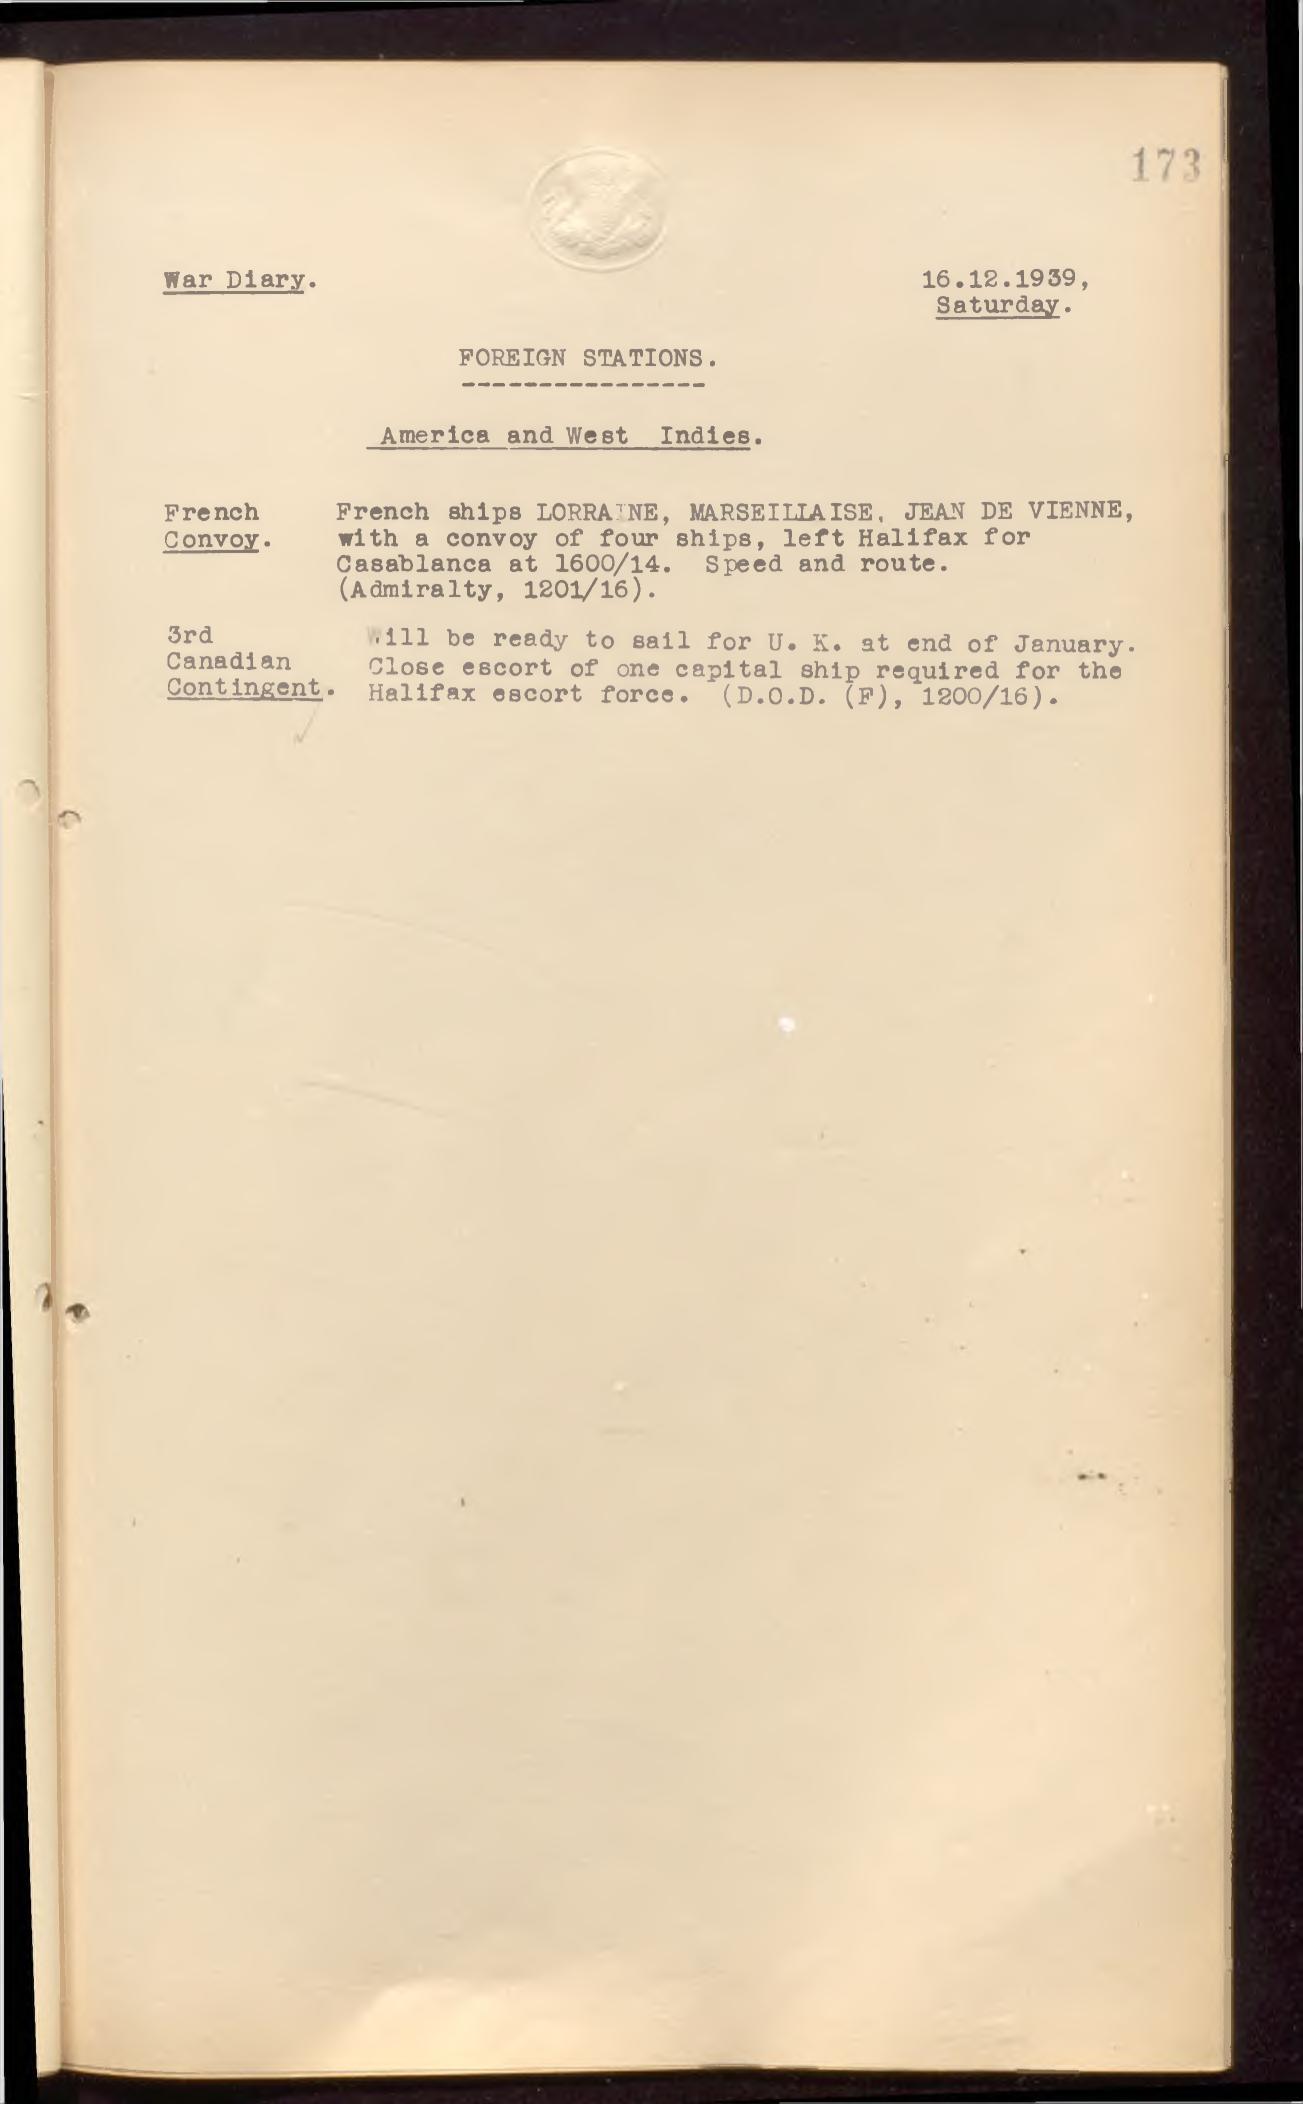 173
War Diary.
16.12.1939,
Saturday.
FOREIGN STATIONS.
----------------
America and West Indies.
French
Convoy.
French ships LORRAINE, MARSEILLAISE, JEAN DE VIENNE,
with a convoy of four ships, left Halifax for
Casablanca at 1600/14. Speed and route.
(Admiralty, 1201/16).
3rd
Canadian
Contingent.
Will be ready to sail for U. K. at end of January.
Close escort of one capital ship required for the
Halifax escort force. (D.O.D. (F), 1200/16).